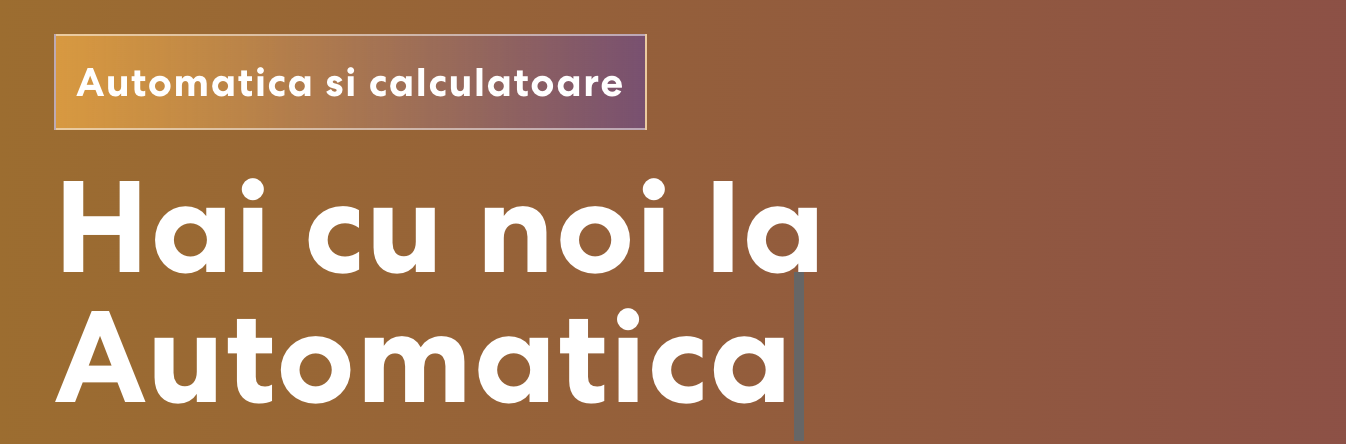 Automatica si calculatoare
Hai cu noi la
Automatica